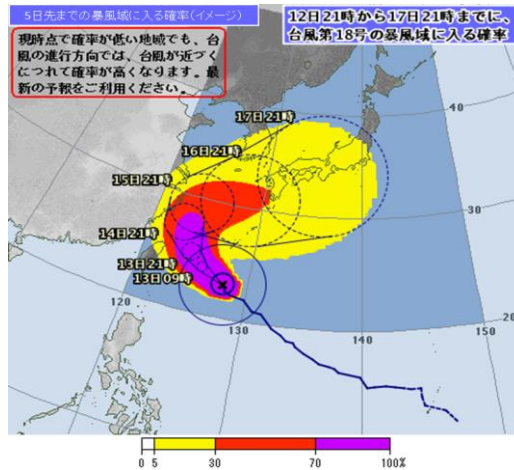 5日先までの暴風域に入る確率(イメージ)
12日21時から17日21時までに、
台風第18号の暴風域に入る確率
現時点で確率が低い地域でも、台
風の進行方向では、台風が近づく
につれて確率が高くなります。最
新の予報をご利用ください。
17日21時
40
16日21時
15日21時
30
14日21時
13日21時
13日09時
120
130
140
150
20
0 5 30 70 100%